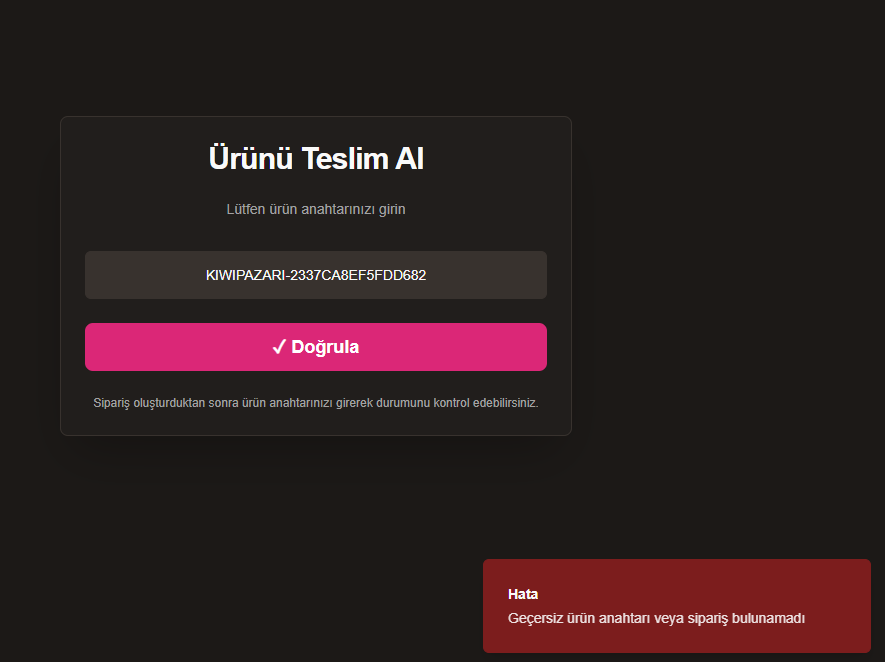 Ürünü Teslim Al
Lütfen ürün anahtarınızı girin
KIWIPAZARI-2337CA8EF5FDD682
✓ Doğrula
Sipariş oluşturduktan sonra ürün anahtarınızı girerek durumunu kontrol edebilirsiniz.
Hata
Geçersiz ürün anahtarı veya sipariş bulunamadı